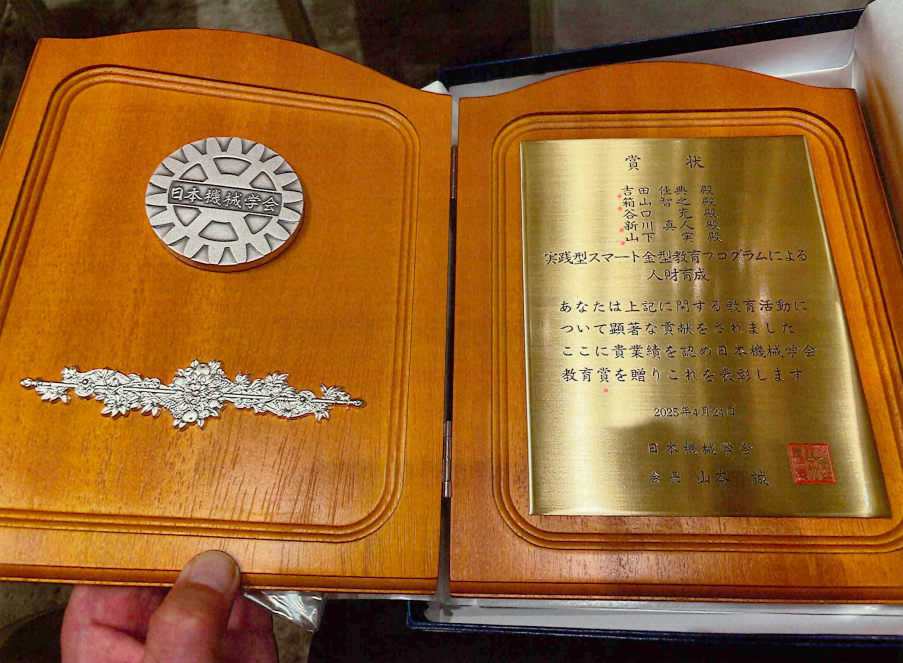 日本機械学会
賞 状
吉田 佳典 殿
箱山 智之 殿
谷口 充 殿
新川 真人 殿
山下 実 殿
実践型スマート金型教育プログラムによる
人財育成
あなたは上記に関する教育活動に
ついて顕著な貢献をされました
ここに貴業績を認め日本機械学会
教育賞を贈りこれを表彰します
2025年4月23日
日本機械学会
会長 山本 誠